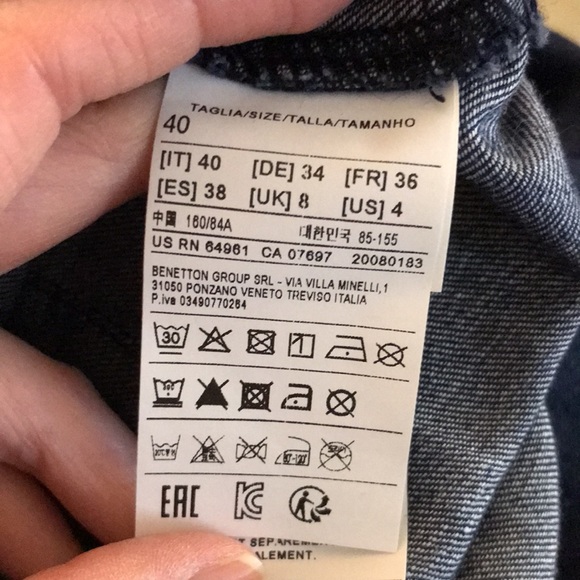 TAGLIA/SIZE/TALLA/TAMANHO
40
[IT] 40 [DE] 34 [FR] 36
[ES] 38 [UK] 8 [US] 4
中国 160/84A 대한민국 85-155
US RN 64961 CA 07697 20080183
BENETTON GROUP SRL - VIA VILLA MINELLI,1
31050 PONZANO VENETO TREVISO ITALIA
P.iva 03490770264
30
EAC
ALEMENT.